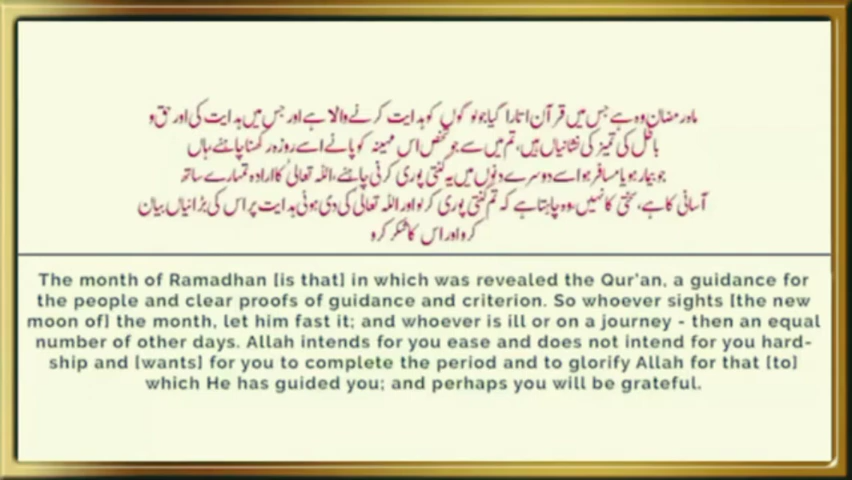 ماہ رمضان وہ ہے جس میں قرآن اتارا گیا جو لوگوں کو ہدایت کرنے والا ہے اور جس میں ہدایت کی اور حق و
باطل کی تمیز کی نشانیاں ہیں، تم میں سے جو شخص اس مہینہ کو پائے اسے روزہ رکھنا چاہئے، ہاں
جو بیمار ہو یا مسافر ہو اسے دوسرے دنوں میں یہ گنتی پوری کرنی چاہئے، اللہ تعالیٰ کا ارادہ تمہارے ساتھ
آسانی کا ہے، سختی کا نہیں، وہ چاہتا ہے کہ تم گنتی پوری کرلو اور اللہ تعالیٰ کی دی ہوئی ہدایت پر اس کی بڑائیاں بیان
کرو اور اس کا شکر کرو
The month of Ramadhan [is that] in which was revealed the Qur'an, a guidance for
the people and clear proofs of guidance and criterion. So whoever sights [the new
moon of] the month, let him fast it; and whoever is ill or on a journey - then an equal
number of other days. Allah intends for you ease and does not intend for you hard-
ship and [wants] for you to complete the period and to glorify Allah for that [to]
which He has guided you; and perhaps you will be grateful.